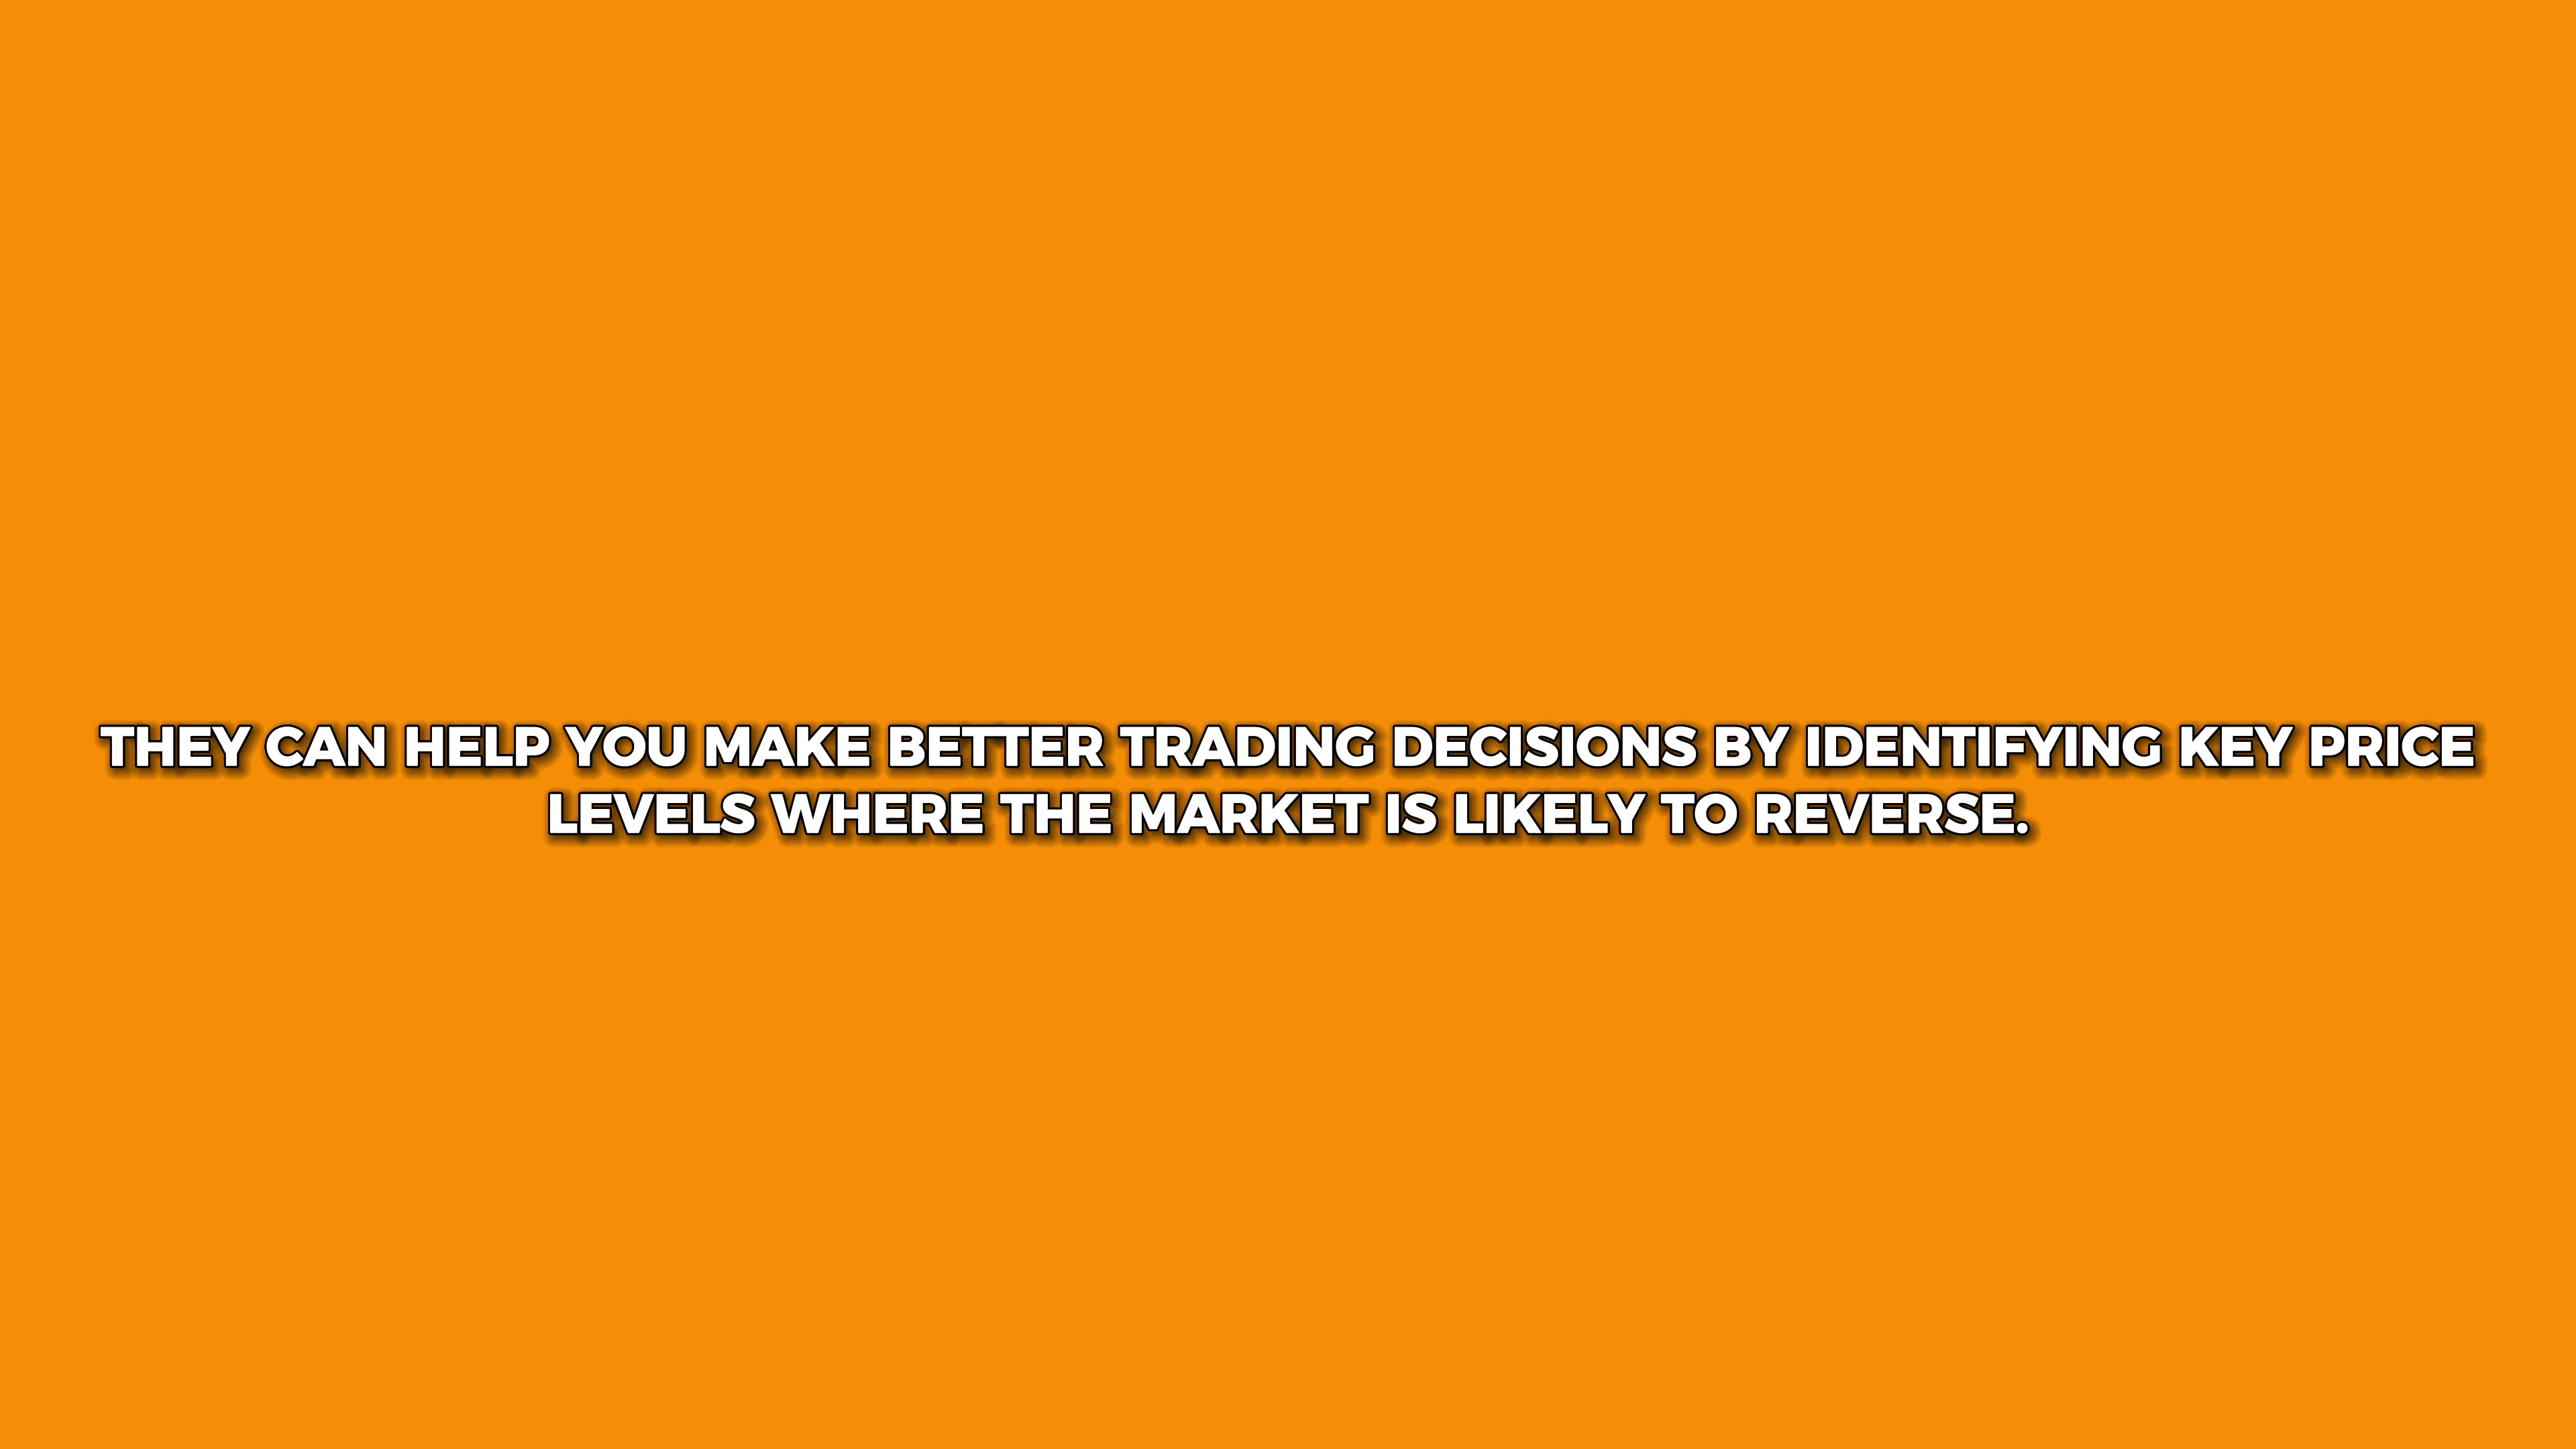 THEY CAN HELP YOU MAKE BETTER TRADING DECISIONS BY IDENTIFYING KEY PRICE
LEVELS WHERE THE MARKET IS LIKELY TO REVERSE.